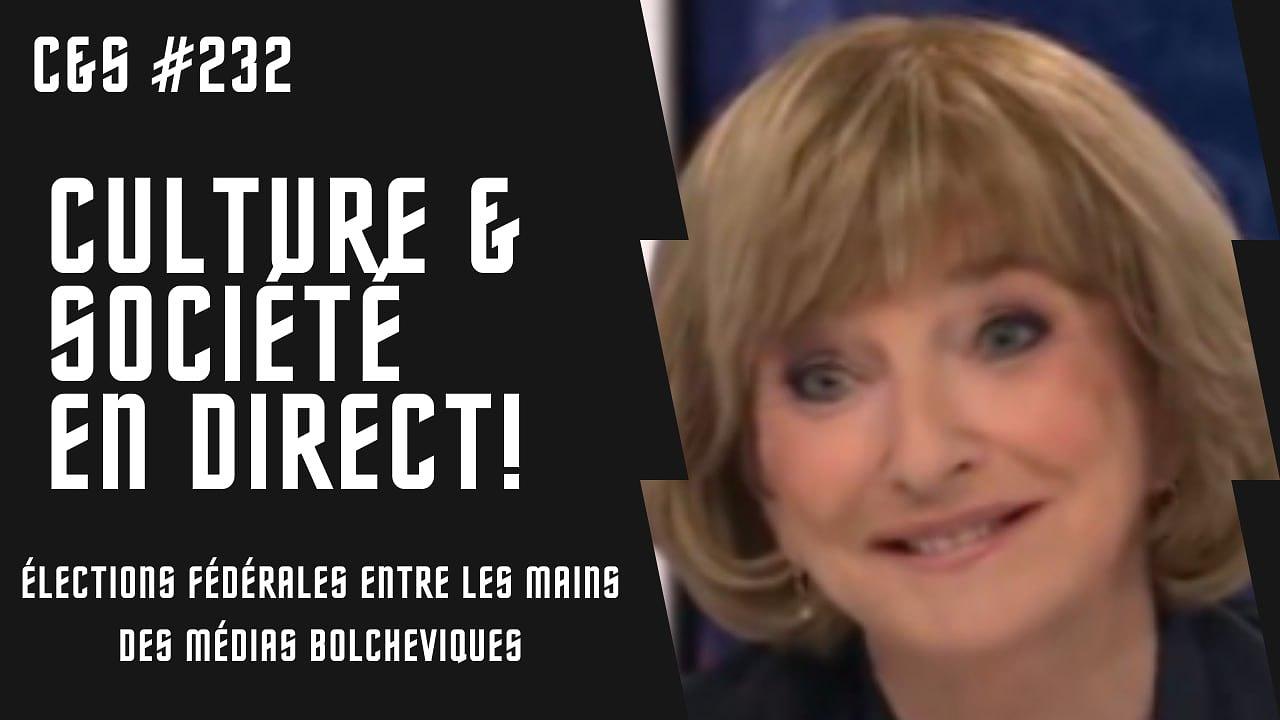 C&S #232
CULTURE &
SOCIÉTÉ
EN DIRECT!
ÉLECTIONS FÉDÉRALES ENTRE LES MAINS
DES MÉDIAS BOLCHEVIQUES